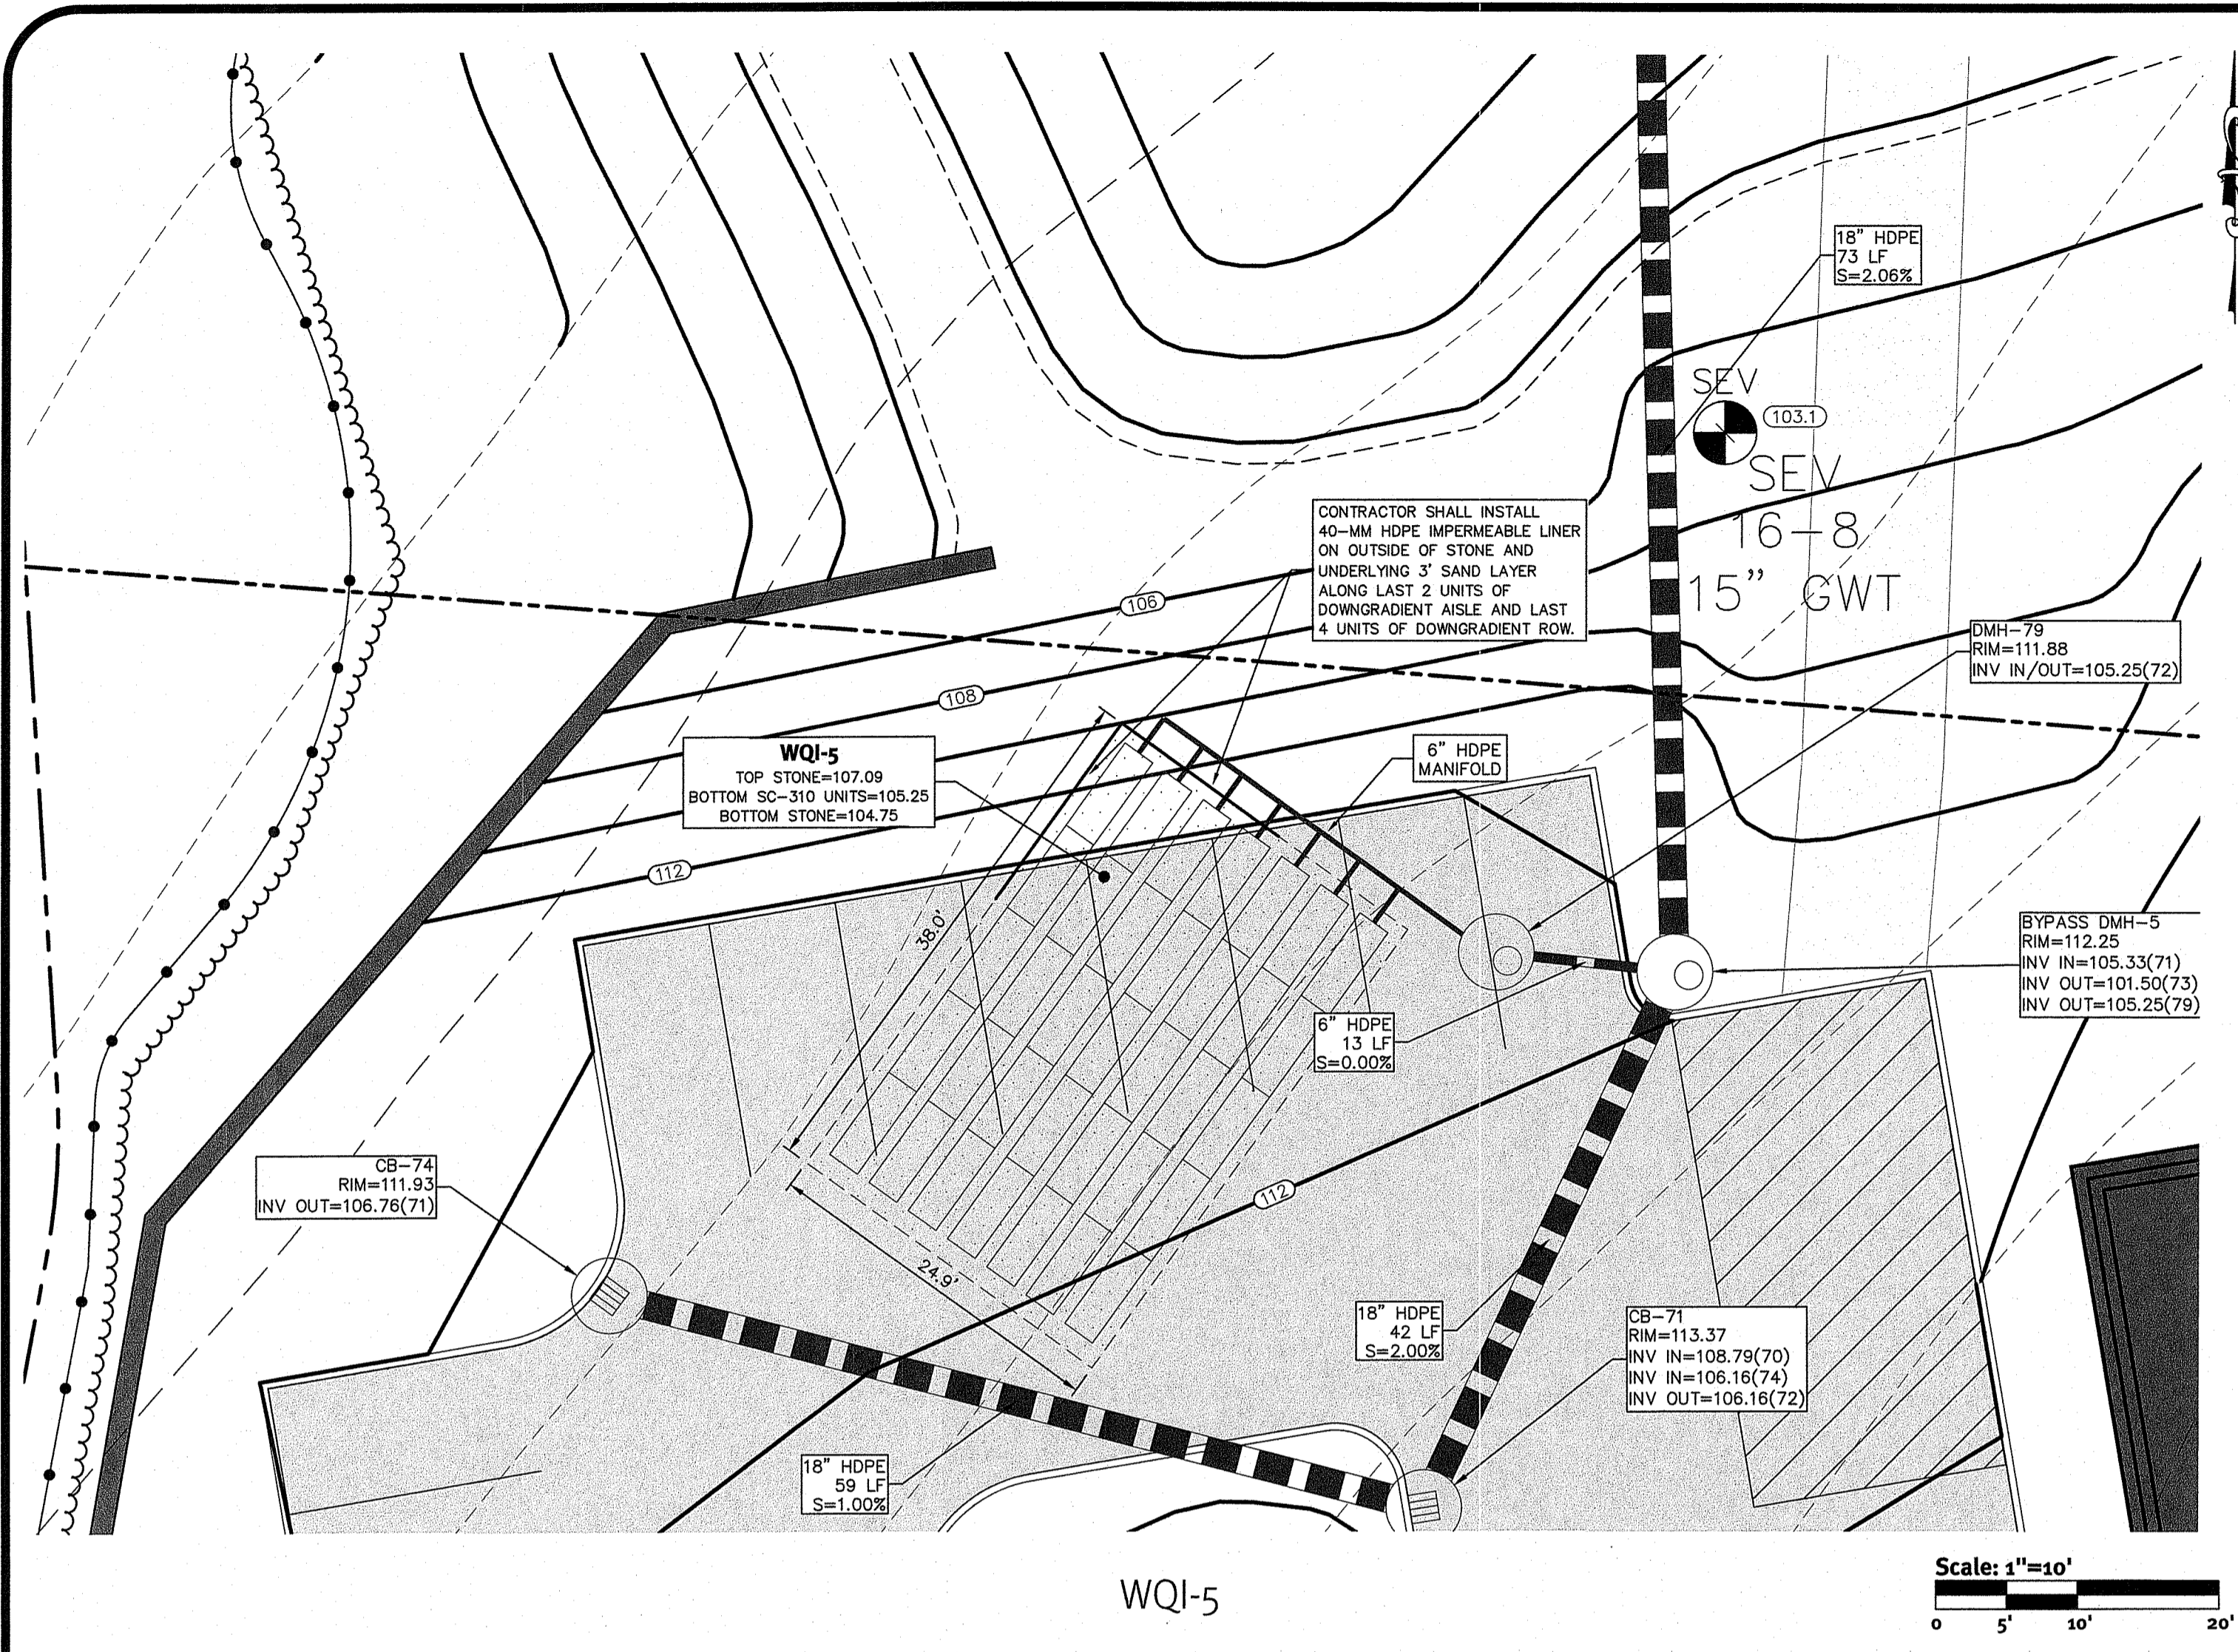 18" HDPE
73 LF
S=2.06%
SEV
103.1
SEV
16-8
15" GWT
CONTRACTOR SHALL INSTALL
40-MM HDPE IMPERMEABLE LINER
ON OUTSIDE OF STONE AND
UNDERLYING 3' SAND LAYER
ALONG LAST 2 UNITS OF
DOWNGRADIENT AISLE AND LAST
4 UNITS OF DOWNGRADIENT ROW.
106
108
DMH-79
RIM=111.88
INV IN/OUT=105.25(72)
WQI-5
TOP STONE=107.09
BOTTOM SC-310 UNITS=105.25
BOTTOM STONE=104.75
6" HDPE
MANIFOLD
112
38.0'
BYPASS DMH-5
RIM=112.25
INV IN=105.33(71)
INV OUT=101.50(73)
INV OUT=105.25(79)
6" HDPE
13 LF
S=0.00%
CB-74
RIM=111.93
INV OUT=106.76(71)
112
24.9'
18" HDPE
42 LF
S=2.00%
CB-71
RIM=113.37
INV IN=108.79(70)
INV IN=106.16(74)
INV OUT=106.16(72)
18" HDPE
59 LF
S=1.00%
WQI-5
Scale: 1"=10'
0 5' 10' 20'